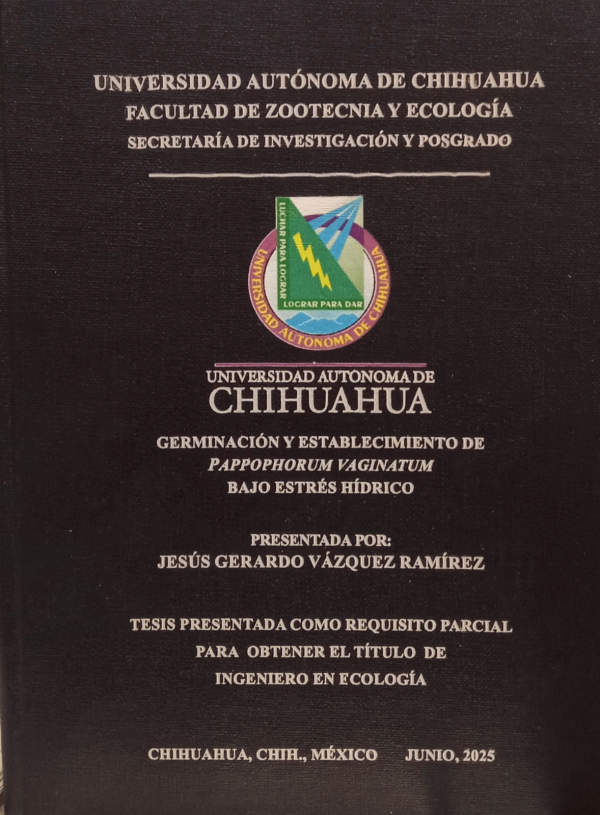 UNIVERSIDAD AUTÓNOMA DE CHIHUAHUA
FACULTAD DE ZOOTECNIA Y ECOLOGÍA
SECRETARÍA DE INVESTIGACIÓN Y POSGRADO
LUCHAR PARA LOGRAR
LOGRAR PARA DAR
UNIVERSIDAD AUTONOMA DE CHIHUAHUA
UNIVERSIDAD AUTÓNOMA DE
CHIHUAHUA
GERMINACIÓN Y ESTABLECIMIENTO DE
PAPPOPHORUM VAGINATUM
BAJO ESTRÉS HÍDRICO
PRESENTADA POR:
JESÚS GERARDO VÁZQUEZ RAMÍREZ
TESIS PRESENTADA COMO REQUISITO PARCIAL
PARA OBTENER EL TÍTULO DE
INGENIERO EN ECOLOGÍA
CHIHUAHUA, CHIH., MÉXICO JUNIO, 2025